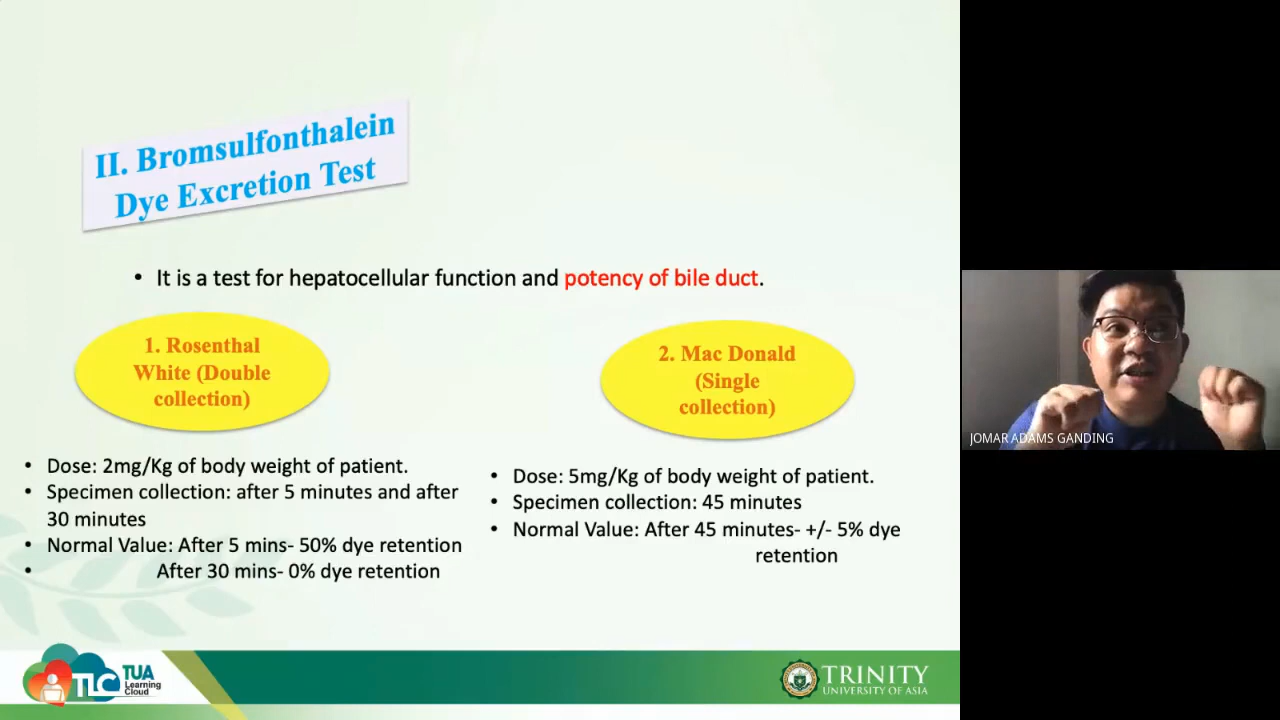 II. Bromsulfonthalein
Dye Excretion Test
• It is a test for hepatocellular function and potency of bile duct.
1. Rosenthal
White (Double
collection)
• Dose: 2mg/Kg of body weight of patient.
• Specimen collection: after 5 minutes and after
30 minutes
• Normal Value: After 5 mins- 50% dye retention
• After 30 mins- 0% dye retention
2. Mac Donald
(Single
collection)
• Dose: 5mg/Kg of body weight of patient.
• Specimen collection: 45 minutes
• Normal Value: After 45 minutes- +/- 5% dye
retention
JOMAR ADAMS GANDING
TLC
TUA
Learning
Cloud
TRINITY
UNIVERSITY OF ASIA